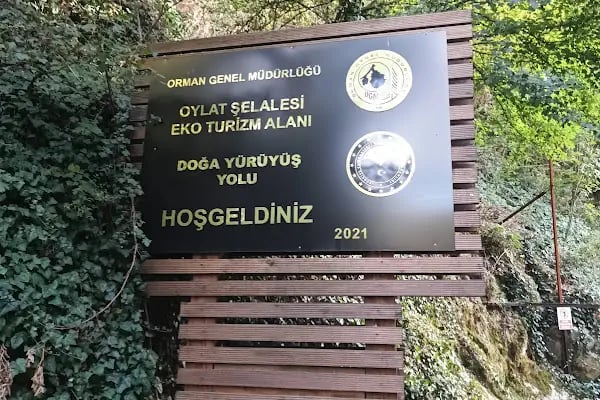 ORMAN GENEL MÜDÜRLÜĞÜ
OYLAT ŞELALESİ
EKO TURİZM ALANI
DOĞA YÜRÜYÜŞ
YOLU
HOŞGELDİNİZ
2021